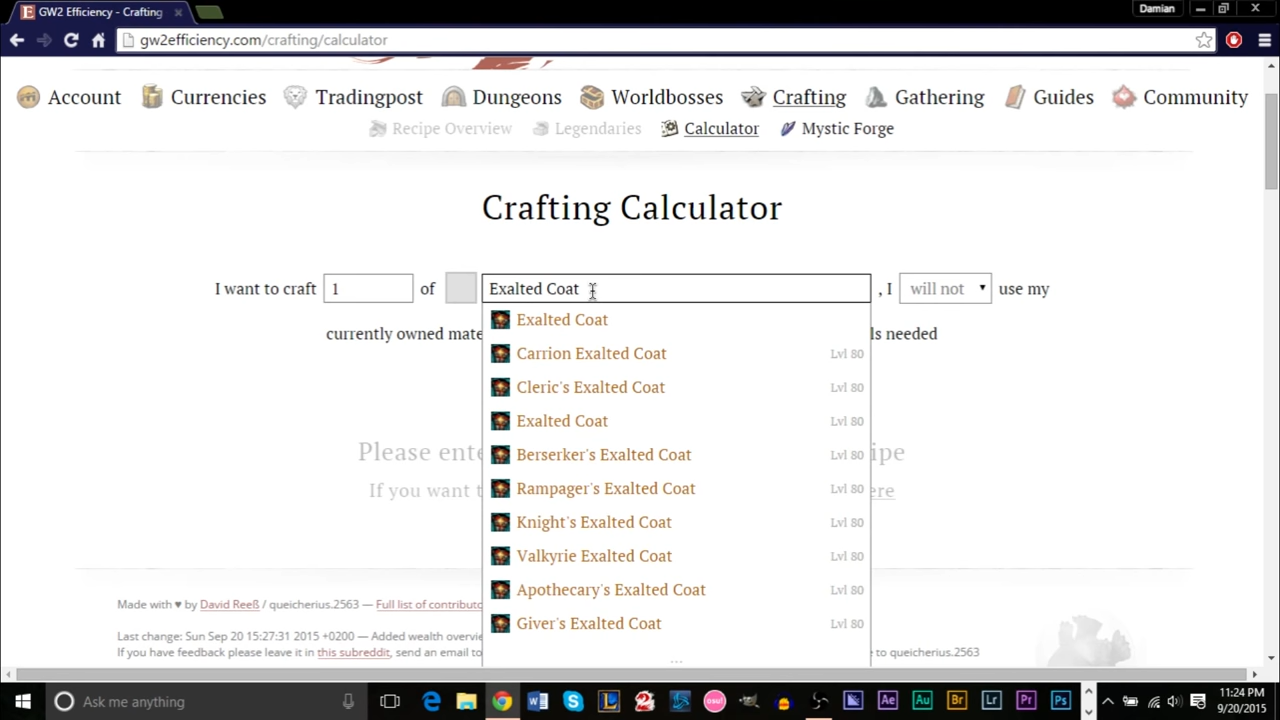 GW2 Efficiency - Crafting
Damian
gw2efficiency.com/crafting/calculator
Account Currencies Tradingpost Dungeons Worldbosses Crafting Gathering Guides Community
Recipe Overview Legendaries Calculator Mystic Forge
Crafting Calculator
I want to craft 1 of Exalted Coat , I will not use my
currently owned mate ls needed
Exalted Coat
Carrion Exalted Coat Lvl 80
Cleric's Exalted Coat Lvl 80
Exalted Coat Lvl 80
Berserker's Exalted Coat Lvl 80
Rampager's Exalted Coat Lvl 80
Knight's Exalted Coat Lvl 80
Valkyrie Exalted Coat Lvl 80
Apothecary's Exalted Coat Lvl 80
Giver's Exalted Coat Lvl 80
...
Please ente ipe
If you want t ere
Made with ♥ by David Reeß / queicherius.2563 — Full list of contributo
Last change: Sun Sep 20 15:27:31 2015 +0200 — Added wealth overvie
If you have feedback please leave it in this subreddit, send an email to e to queicherius.2563
Ask me anything
11:24 PM
9/20/2015